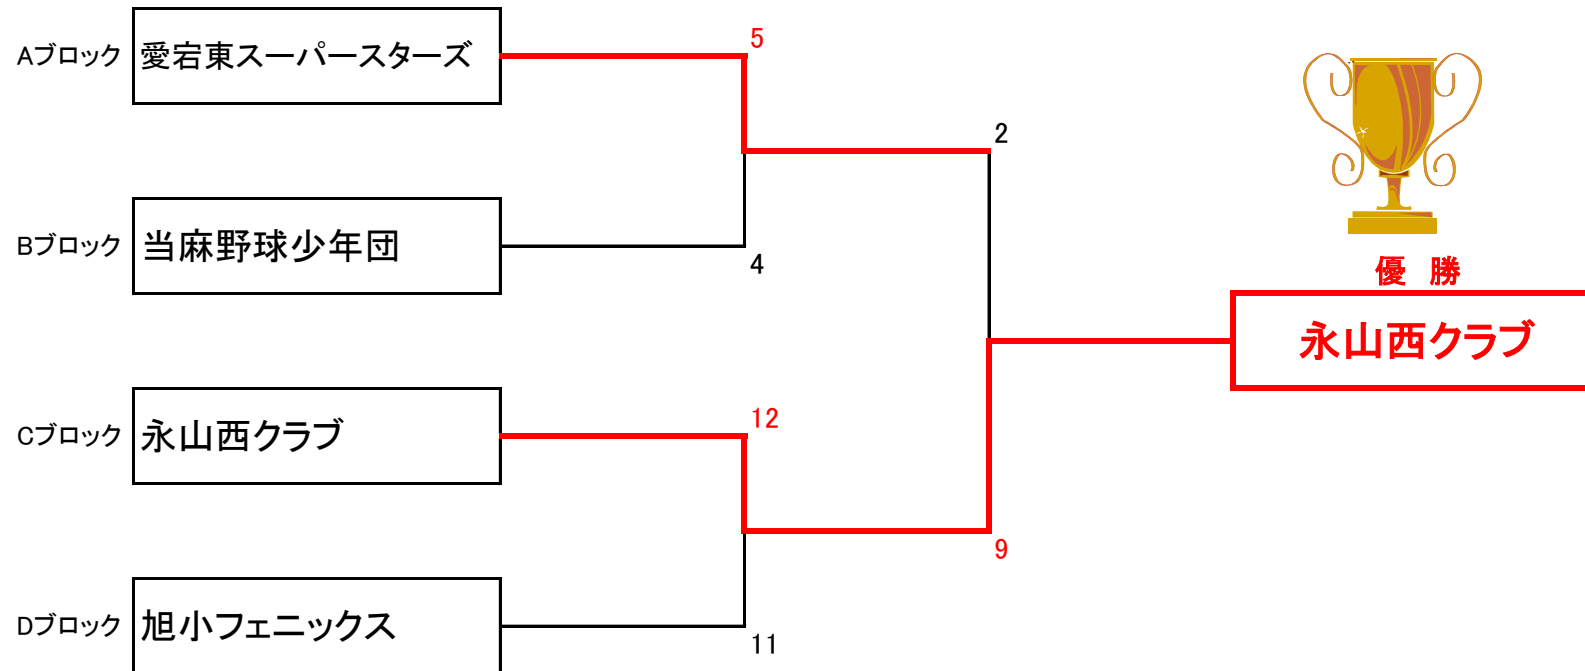 Aブロック
愛宕東スーパースターズ
5
2
優 勝
Bブロック
当麻野球少年団
4
永山西クラブ
Cブロック
永山西クラブ
12
9
Dブロック
旭小フェニックス
11